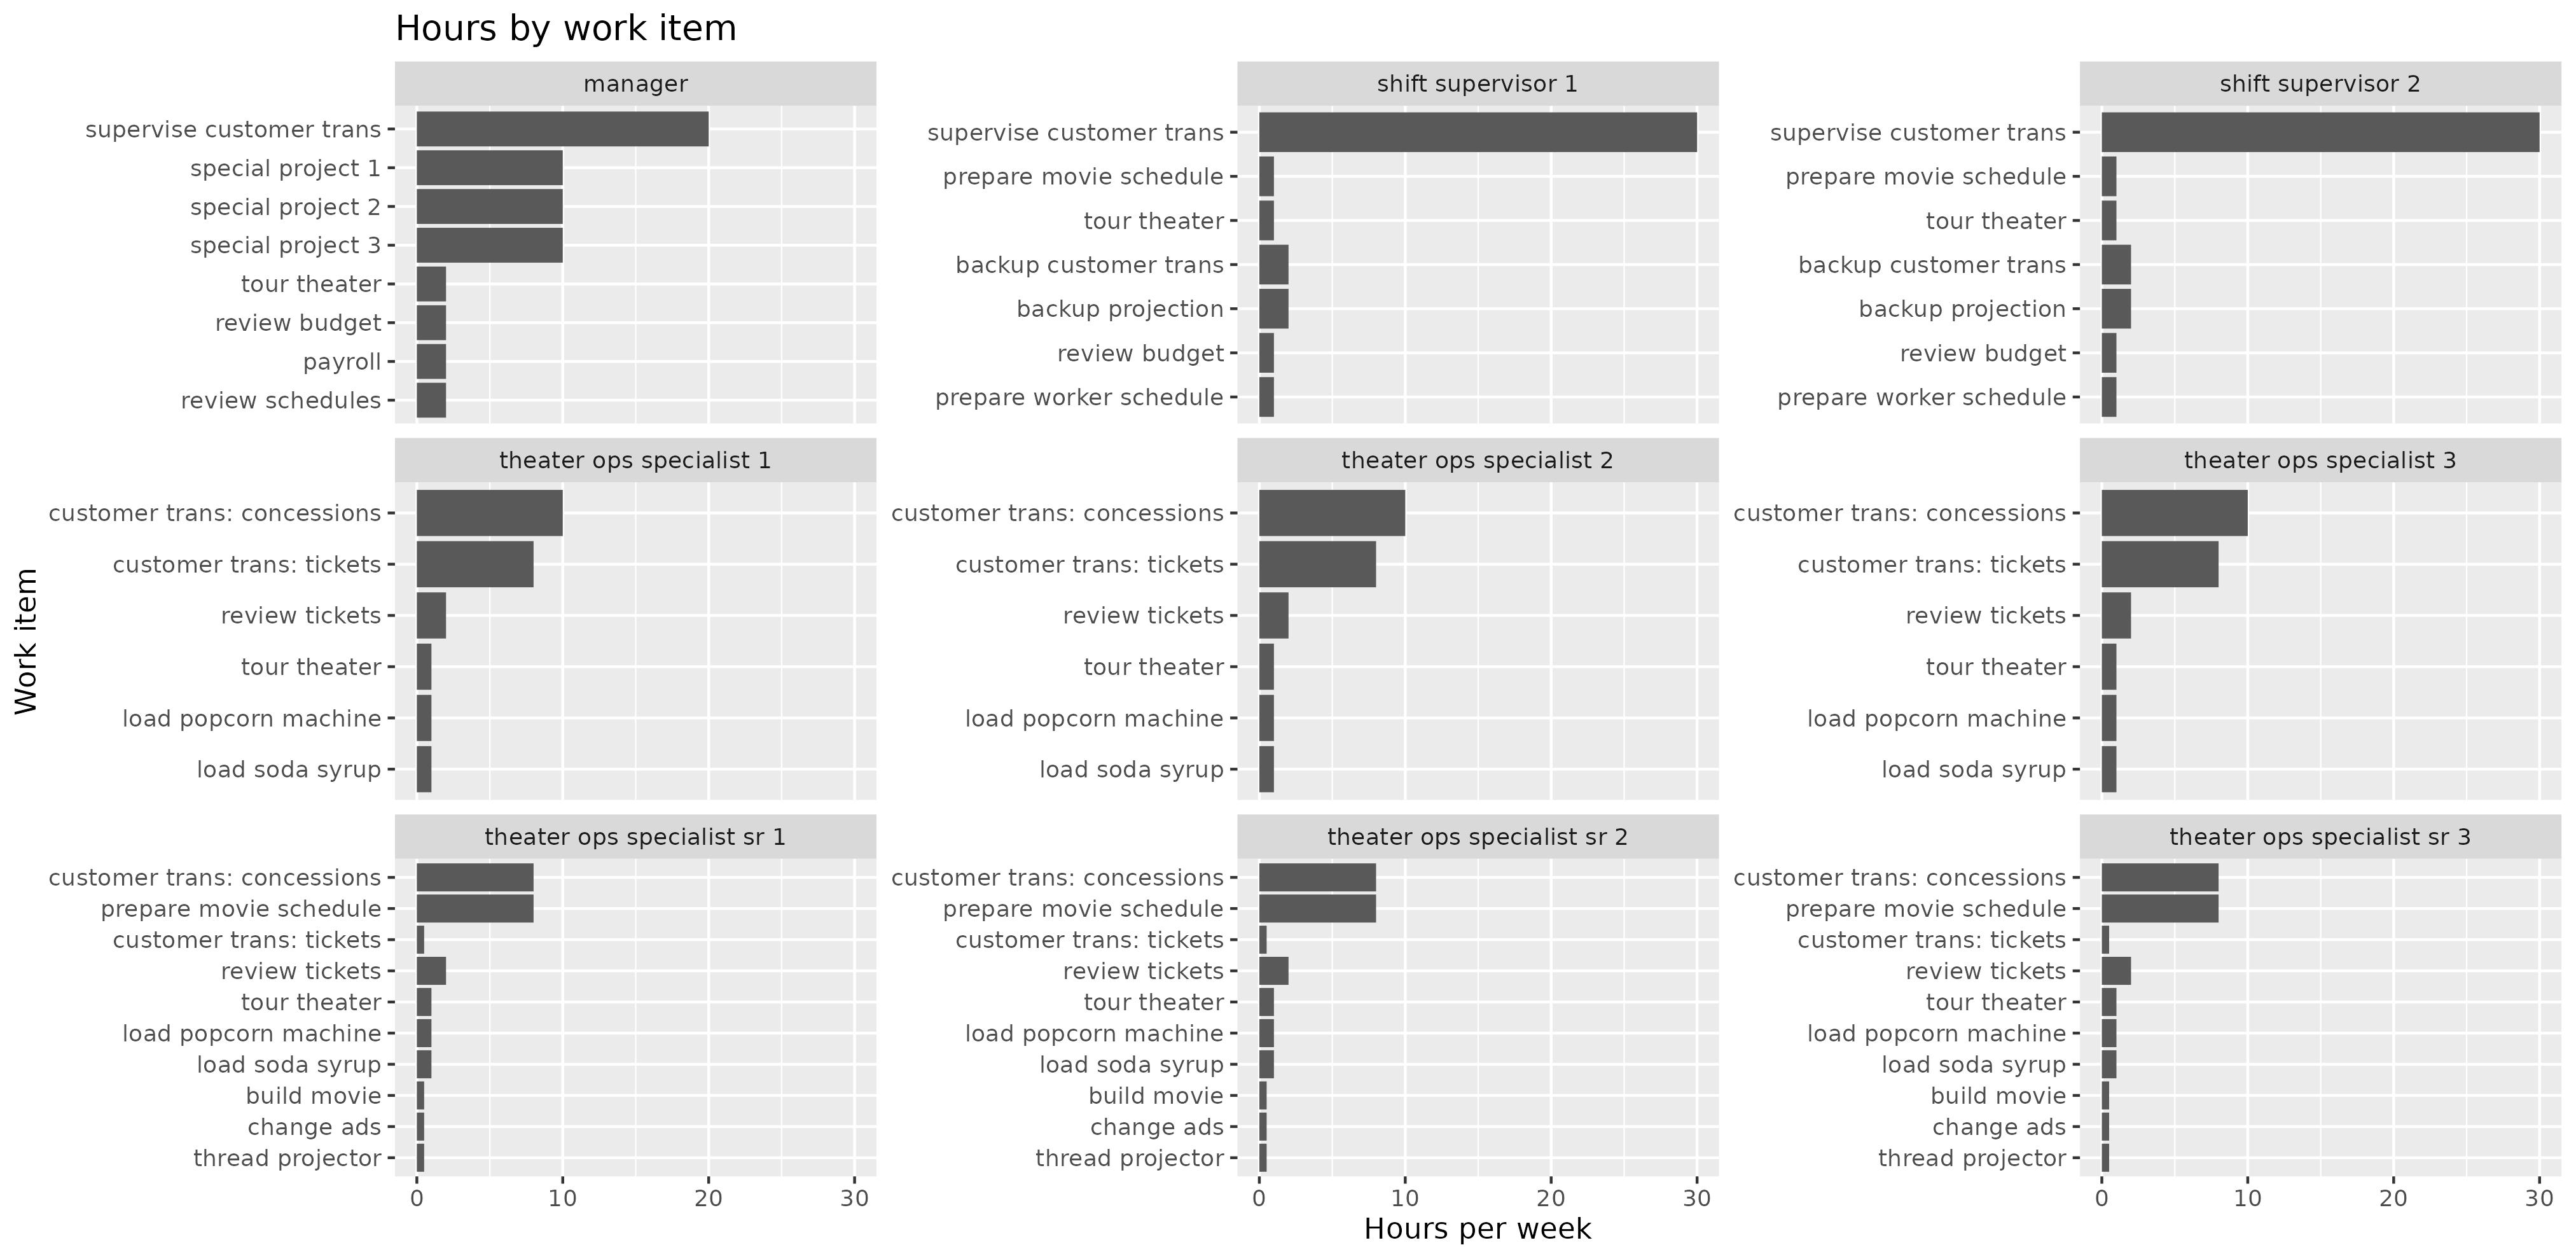 Hours by work item
manager
supervise customer trans
special project 1
special project 2
special project 3
tour theater
review budget
payroll
review schedules
shift supervisor 1
supervise customer trans
prepare movie schedule
tour theater
backup customer trans
backup projection
review budget
prepare worker schedule
shift supervisor 2
supervise customer trans
prepare movie schedule
tour theater
backup customer trans
backup projection
review budget
prepare worker schedule
Work item
theater ops specialist 1
customer trans: concessions
customer trans: tickets
review tickets
tour theater
load popcorn machine
load soda syrup
theater ops specialist 2
customer trans: concessions
customer trans: tickets
review tickets
tour theater
load popcorn machine
load soda syrup
theater ops specialist 3
customer trans: concessions
customer trans: tickets
review tickets
tour theater
load popcorn machine
load soda syrup
theater ops specialist sr 1
customer trans: concessions
prepare movie schedule
customer trans: tickets
review tickets
tour theater
load popcorn machine
load soda syrup
build movie
change ads
thread projector
0 10 20 30
theater ops specialist sr 2
customer trans: concessions
prepare movie schedule
customer trans: tickets
review tickets
tour theater
load popcorn machine
load soda syrup
build movie
change ads
thread projector
0 10 20 30
theater ops specialist sr 3
customer trans: concessions
prepare movie schedule
customer trans: tickets
review tickets
tour theater
load popcorn machine
load soda syrup
build movie
change ads
thread projector
0 10 20 30
Hours per week